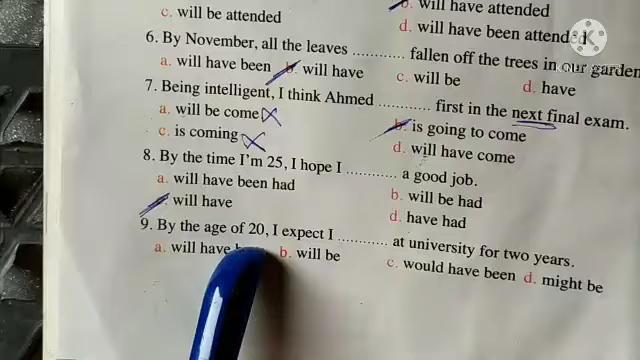 c. will be attended
b. will have attended
d. will have been attended
6. By November, all the leaves ............ fallen off the trees in our garden
a. will have been b. will have c. will be d. have
7. Being intelligent, I think Ahmed ............ first in the next final exam.
a. will be come b. is going to come
c. is coming d. will have come
8. By the time I'm 25, I hope I ............ a good job.
a. will have been had b. will be had
will have d. have had
9. By the age of 20, I expect I ............ at university for two years.
a. will have b. will be c. would have been d. might be